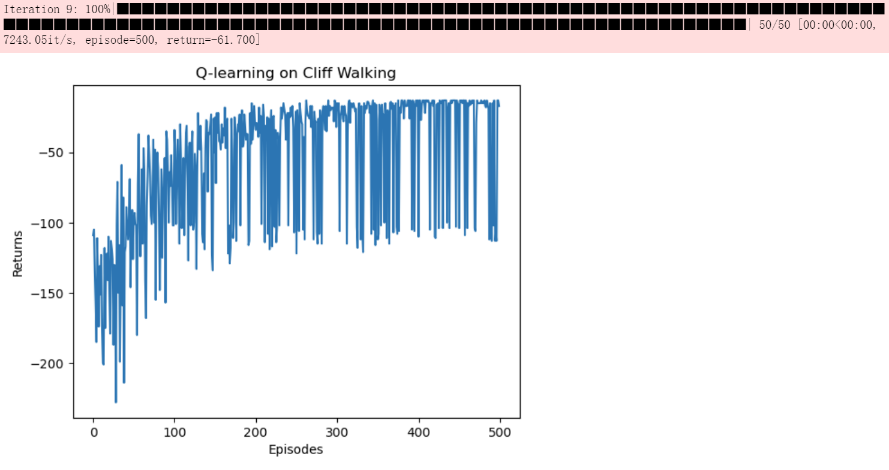 Iteration 9: 100%|
| 50/50 [00:00<00:00,
7243.05it/s, episode=500, return=-61.700]
Q-learning on Cliff Walking
−50
−100
−150
−200
Returns
0 100 200 300 400 500
Episodes